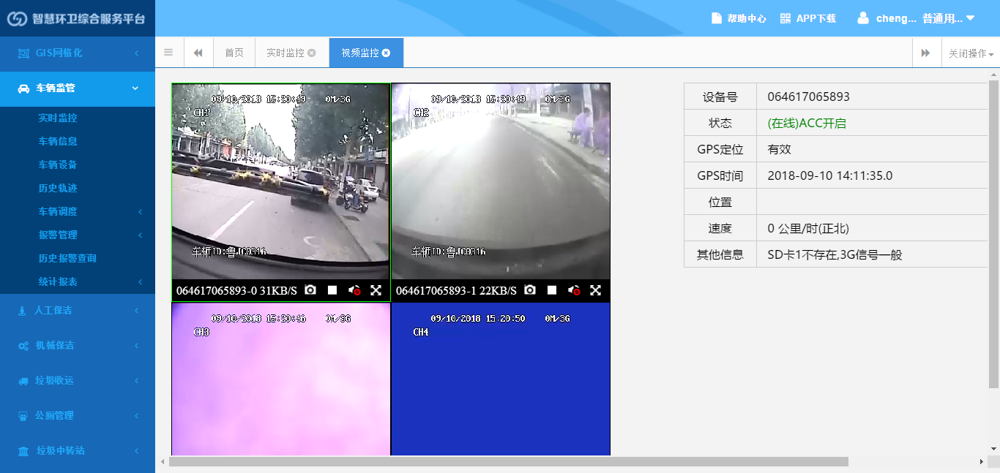 智慧环卫综合服务平台
帮助中心 APP下载 cheng... 普通用...
首页 实时监控 视频监控 关闭操作
GIS网格化
车辆监管
实时监控
车辆信息
车辆设备
历史轨迹
车辆调度
报警管理
历史报警查询
统计报表
人工保洁
机械保洁
垃圾收运
公厕管理
垃圾中转站
09/10/2018 15:20:49 0M/3G
CH1
车辆ID:鲁JC0316
064617065893-0 31KB/S
09/10/2018 15:20:49 0M/3G
CH2
车辆ID:鲁JC0316
064617065893-1 22KB/S
09/10/2018 15:20:46 0M/3G
CH3
09/10/2018 15:20:50 0M/3G
CH4
设备号 064617065893
状态 (在线)ACC开启
GPS定位 有效
GPS时间 2018-09-10 14:11:35.0
位置
速度 0 公里/时(正北)
其他信息 SD卡1不存在,3G信号一般